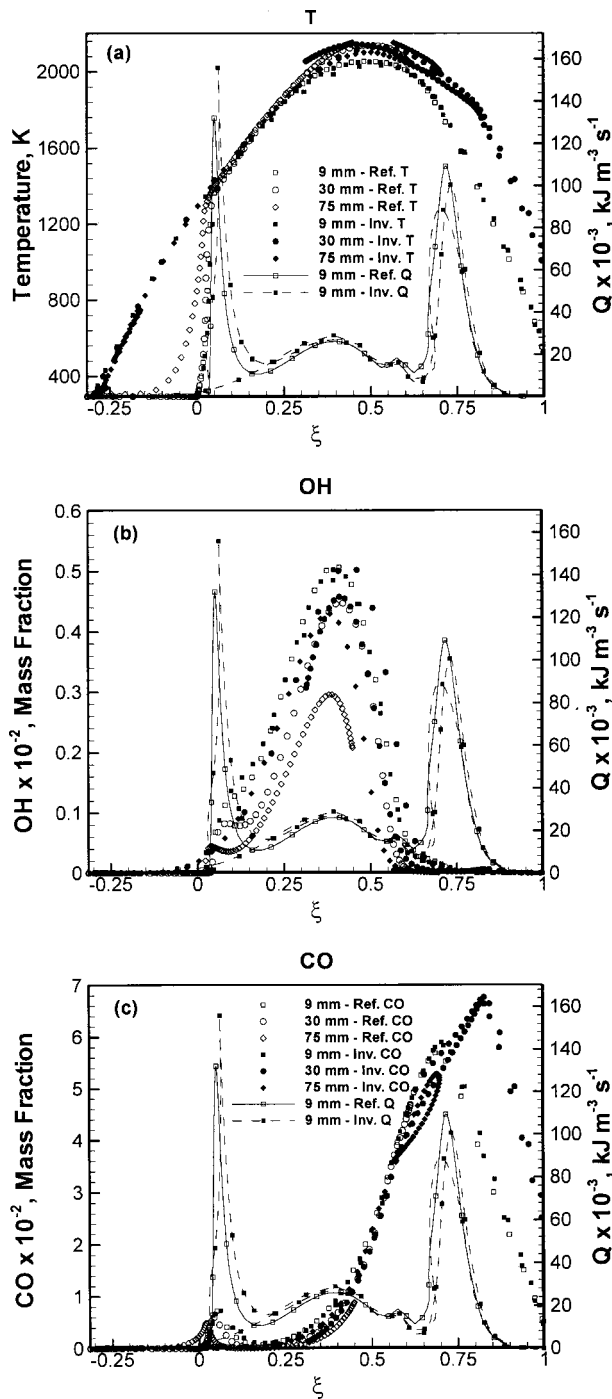 T
(a)
Temperature, K
2000
1600
1200
800
400
160
140
120
100
80
60
40
20
Q x 10⁻³, kJ m⁻³ s⁻¹
9 mm - Ref. T
30 mm - Ref. T
75 mm - Ref. T
9 mm - Inv. T
30 mm - Inv. T
75 mm - Inv. T
9 mm - Ref. Q
9 mm - Inv. Q
-0.25 0 0.25 0.5 0.75 1
ξ
OH
(b)
OH x 10⁻², Mass Fraction
0.6
0.5
0.4
0.3
0.2
0.1
0
160
140
120
100
80
60
40
20
0
Q x 10⁻³, kJ m⁻³ s⁻¹
-0.25 0 0.25 0.5 0.75 1
ξ
CO
(c)
CO x 10⁻², Mass Fraction
7
6
5
4
3
2
1
0
160
140
120
100
80
60
40
20
0
Q x 10⁻³, kJ m⁻³ s⁻¹
9 mm - Ref. CO
30 mm - Ref. CO
75 mm - Ref. CO
9 mm - Inv. CO
30 mm - Inv. CO
75 mm - Inv. CO
9 mm - Ref. Q
9 mm - Inv. Q
-0.25 0 0.25 0.5 0.75 1
ξ